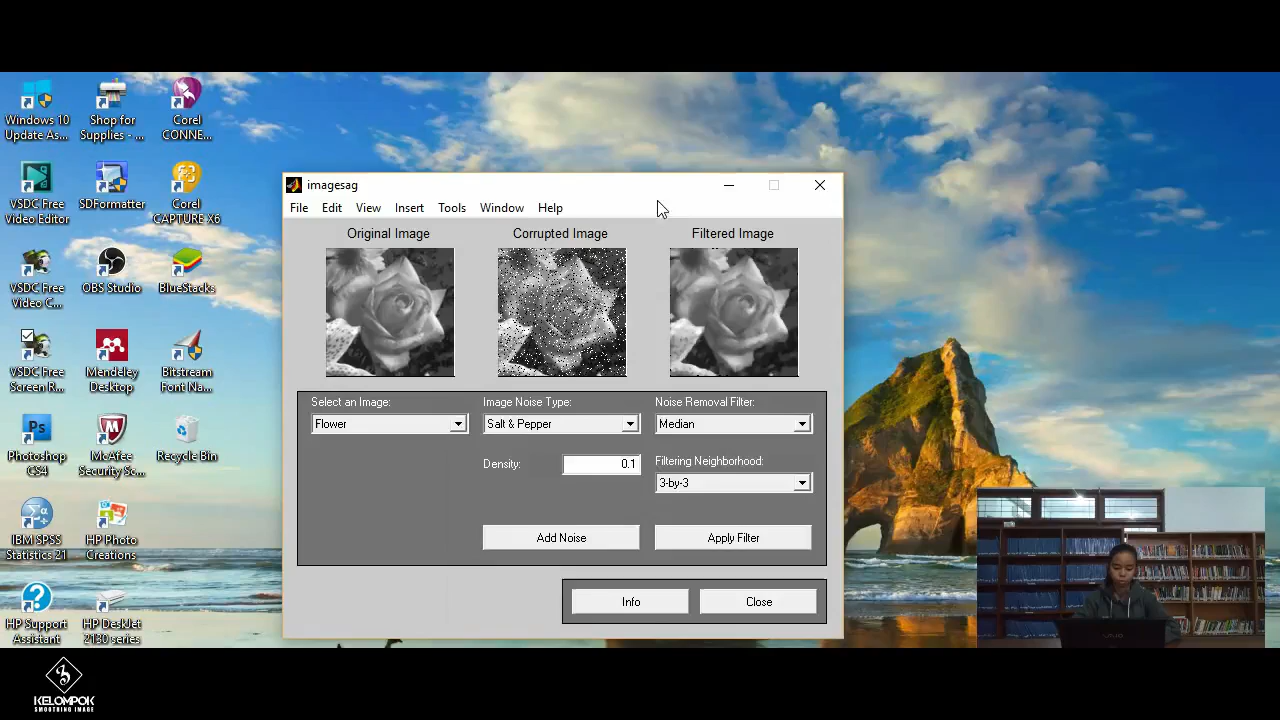 Windows 10
Update As...
Shop for
Supplies - ...
Corel
CONNE...
VSDC Free
Video Editor
SDFormatter
Corel
CAPTURE X6
VSDC Free
Video C...
OBS Studio
BlueStacks
VSDC Free
Screen R...
Mendeley
Desktop
Bitstream
Font Na...
Ps
Photoshop
CS4
McAfee
Security Sc...
Recycle Bin
IBM SPSS
Statistics 21
HP Photo
Creations
HP Support
Assistant
HP DeskJet
2130 series
imagesag
File Edit View Insert Tools Window Help
Original Image Corrupted Image Filtered Image
Select an Image: Image Noise Type: Noise Removal Filter:
Flower Salt & Pepper Median
Density: 0.1 Filtering Neighborhood:
3-by-3
Add Noise Apply Filter
Info Close
VAIO
KELOMPOK
SMOOTHING IMAGE